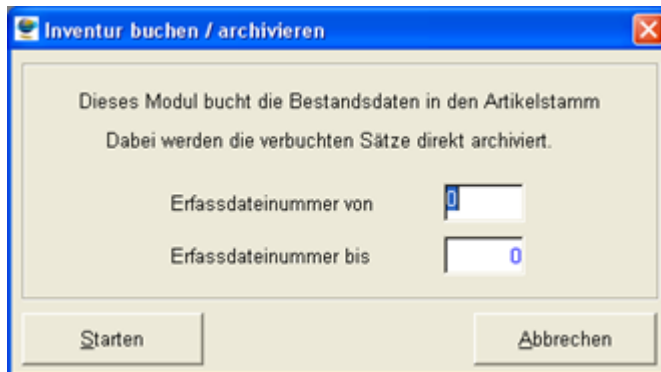 Inventur buchen / archivieren
Dieses Modul bucht die Bestandsdaten in den Artikelstamm
Dabei werden die verbuchten Sätze direkt archiviert.
Erfassdateinummer von 0
Erfassdateinummer bis 0
Starten Abbrechen